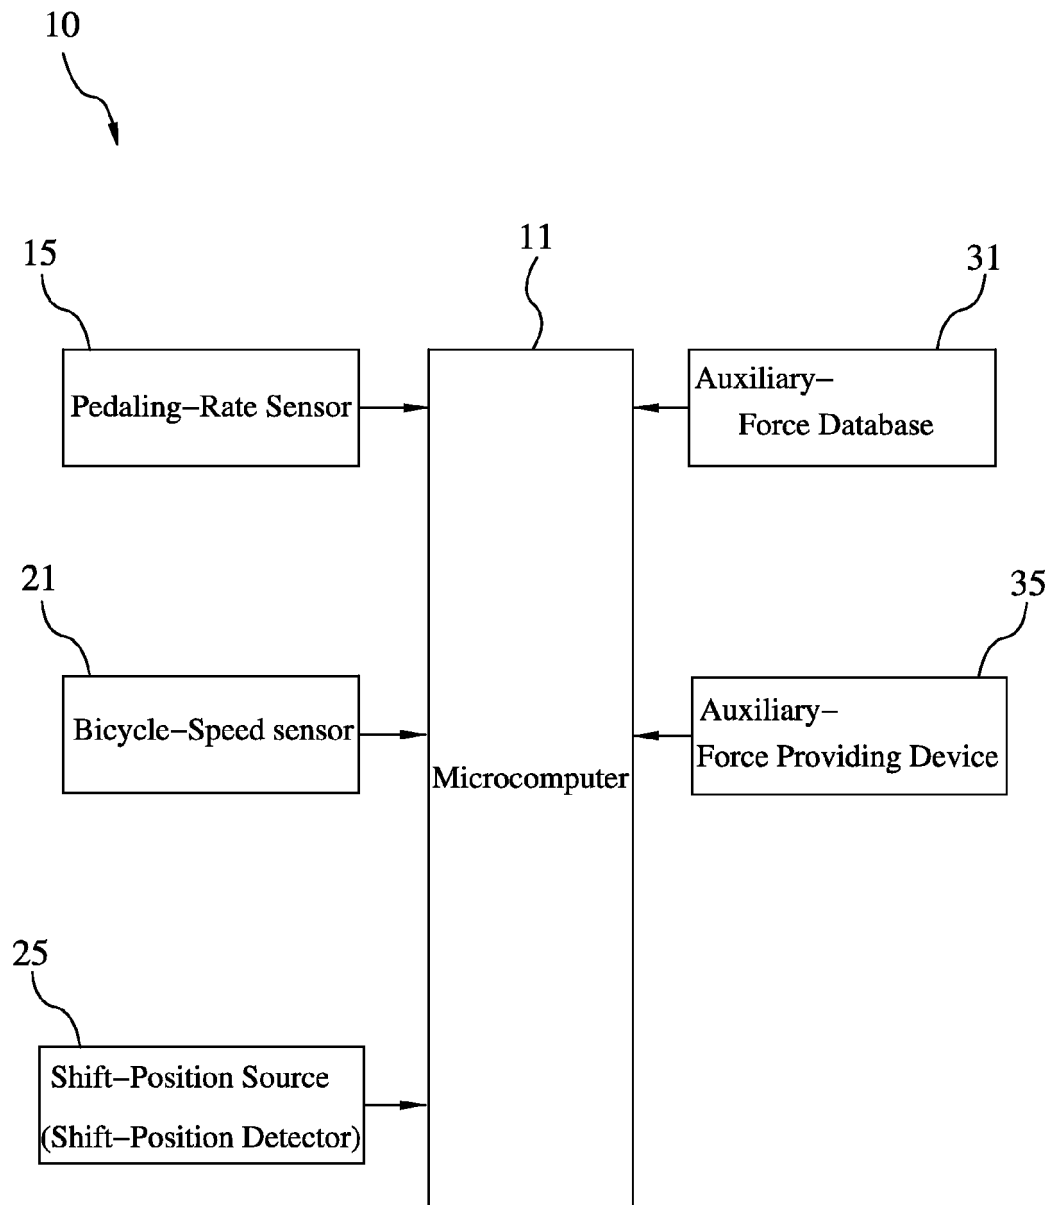 10
15
11
31
Pedaling–Rate Sensor
Auxiliary–
Force Database
21
35
Bicycle–Speed sensor
Auxiliary–
Force Providing Device
Microcomputer
25
Shift–Position Source
(Shift–Position Detector)